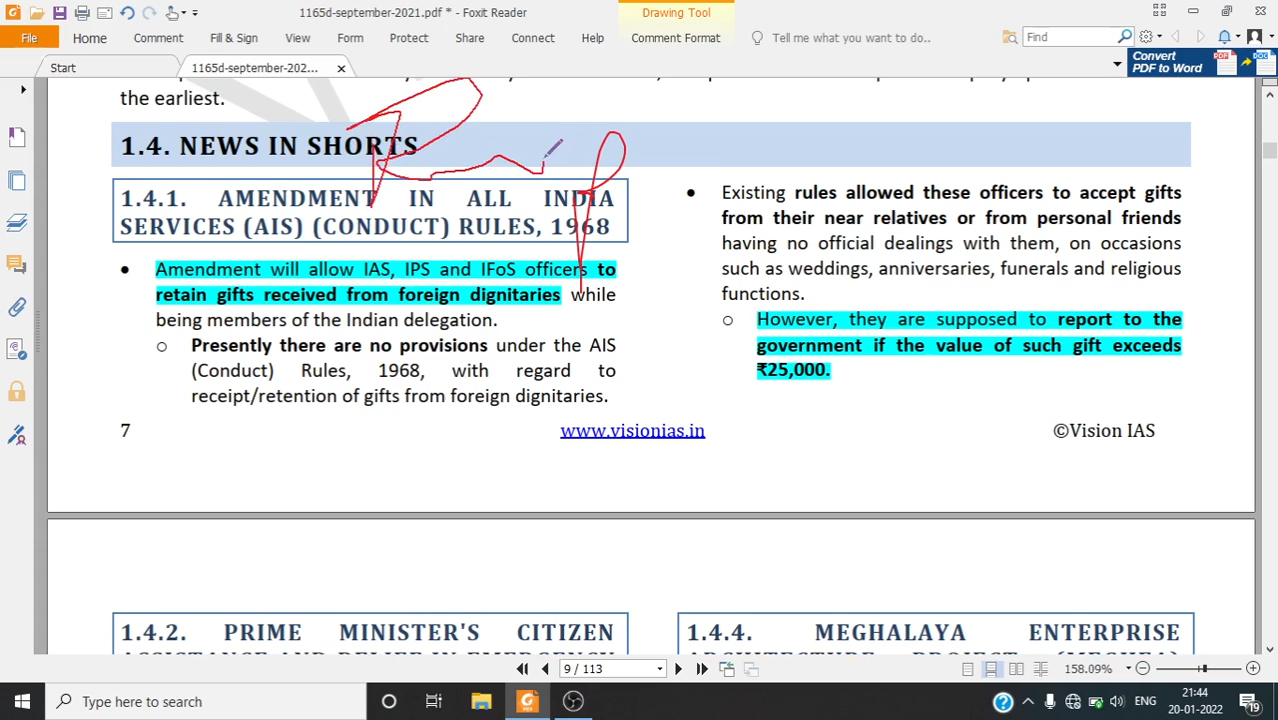 1165d-september-2021.pdf * - Foxit Reader
Drawing Tool
File Home Comment Fill & Sign View Form Protect Share Connect Help Comment Format Tell me what you want to do.. Find
Start 1165d-september-202...
Convert
PDF to Word
the earliest.
1.4. NEWS IN SHORTS
1.4.1. AMENDMENT IN ALL INDIA
SERVICES (AIS) (CONDUCT) RULES, 1968
• Amendment will allow IAS, IPS and IFoS officers to
retain gifts received from foreign dignitaries while
being members of the Indian delegation.
o Presently there are no provisions under the AIS
(Conduct) Rules, 1968, with regard to
receipt/retention of gifts from foreign dignitaries.
• Existing rules allowed these officers to accept gifts
from their near relatives or from personal friends
having no official dealings with them, on occasions
such as weddings, anniversaries, funerals and religious
functions.
o However, they are supposed to report to the
government if the value of such gift exceeds
₹25,000.
7 www.visionias.in ©Vision IAS
1.4.2. PRIME MINISTER'S CITIZEN
1.4.4. MEGHALAYA ENTERPRISE
9 / 113 158.09%
Type here to search
ENG
21:44
20-01-2022
19